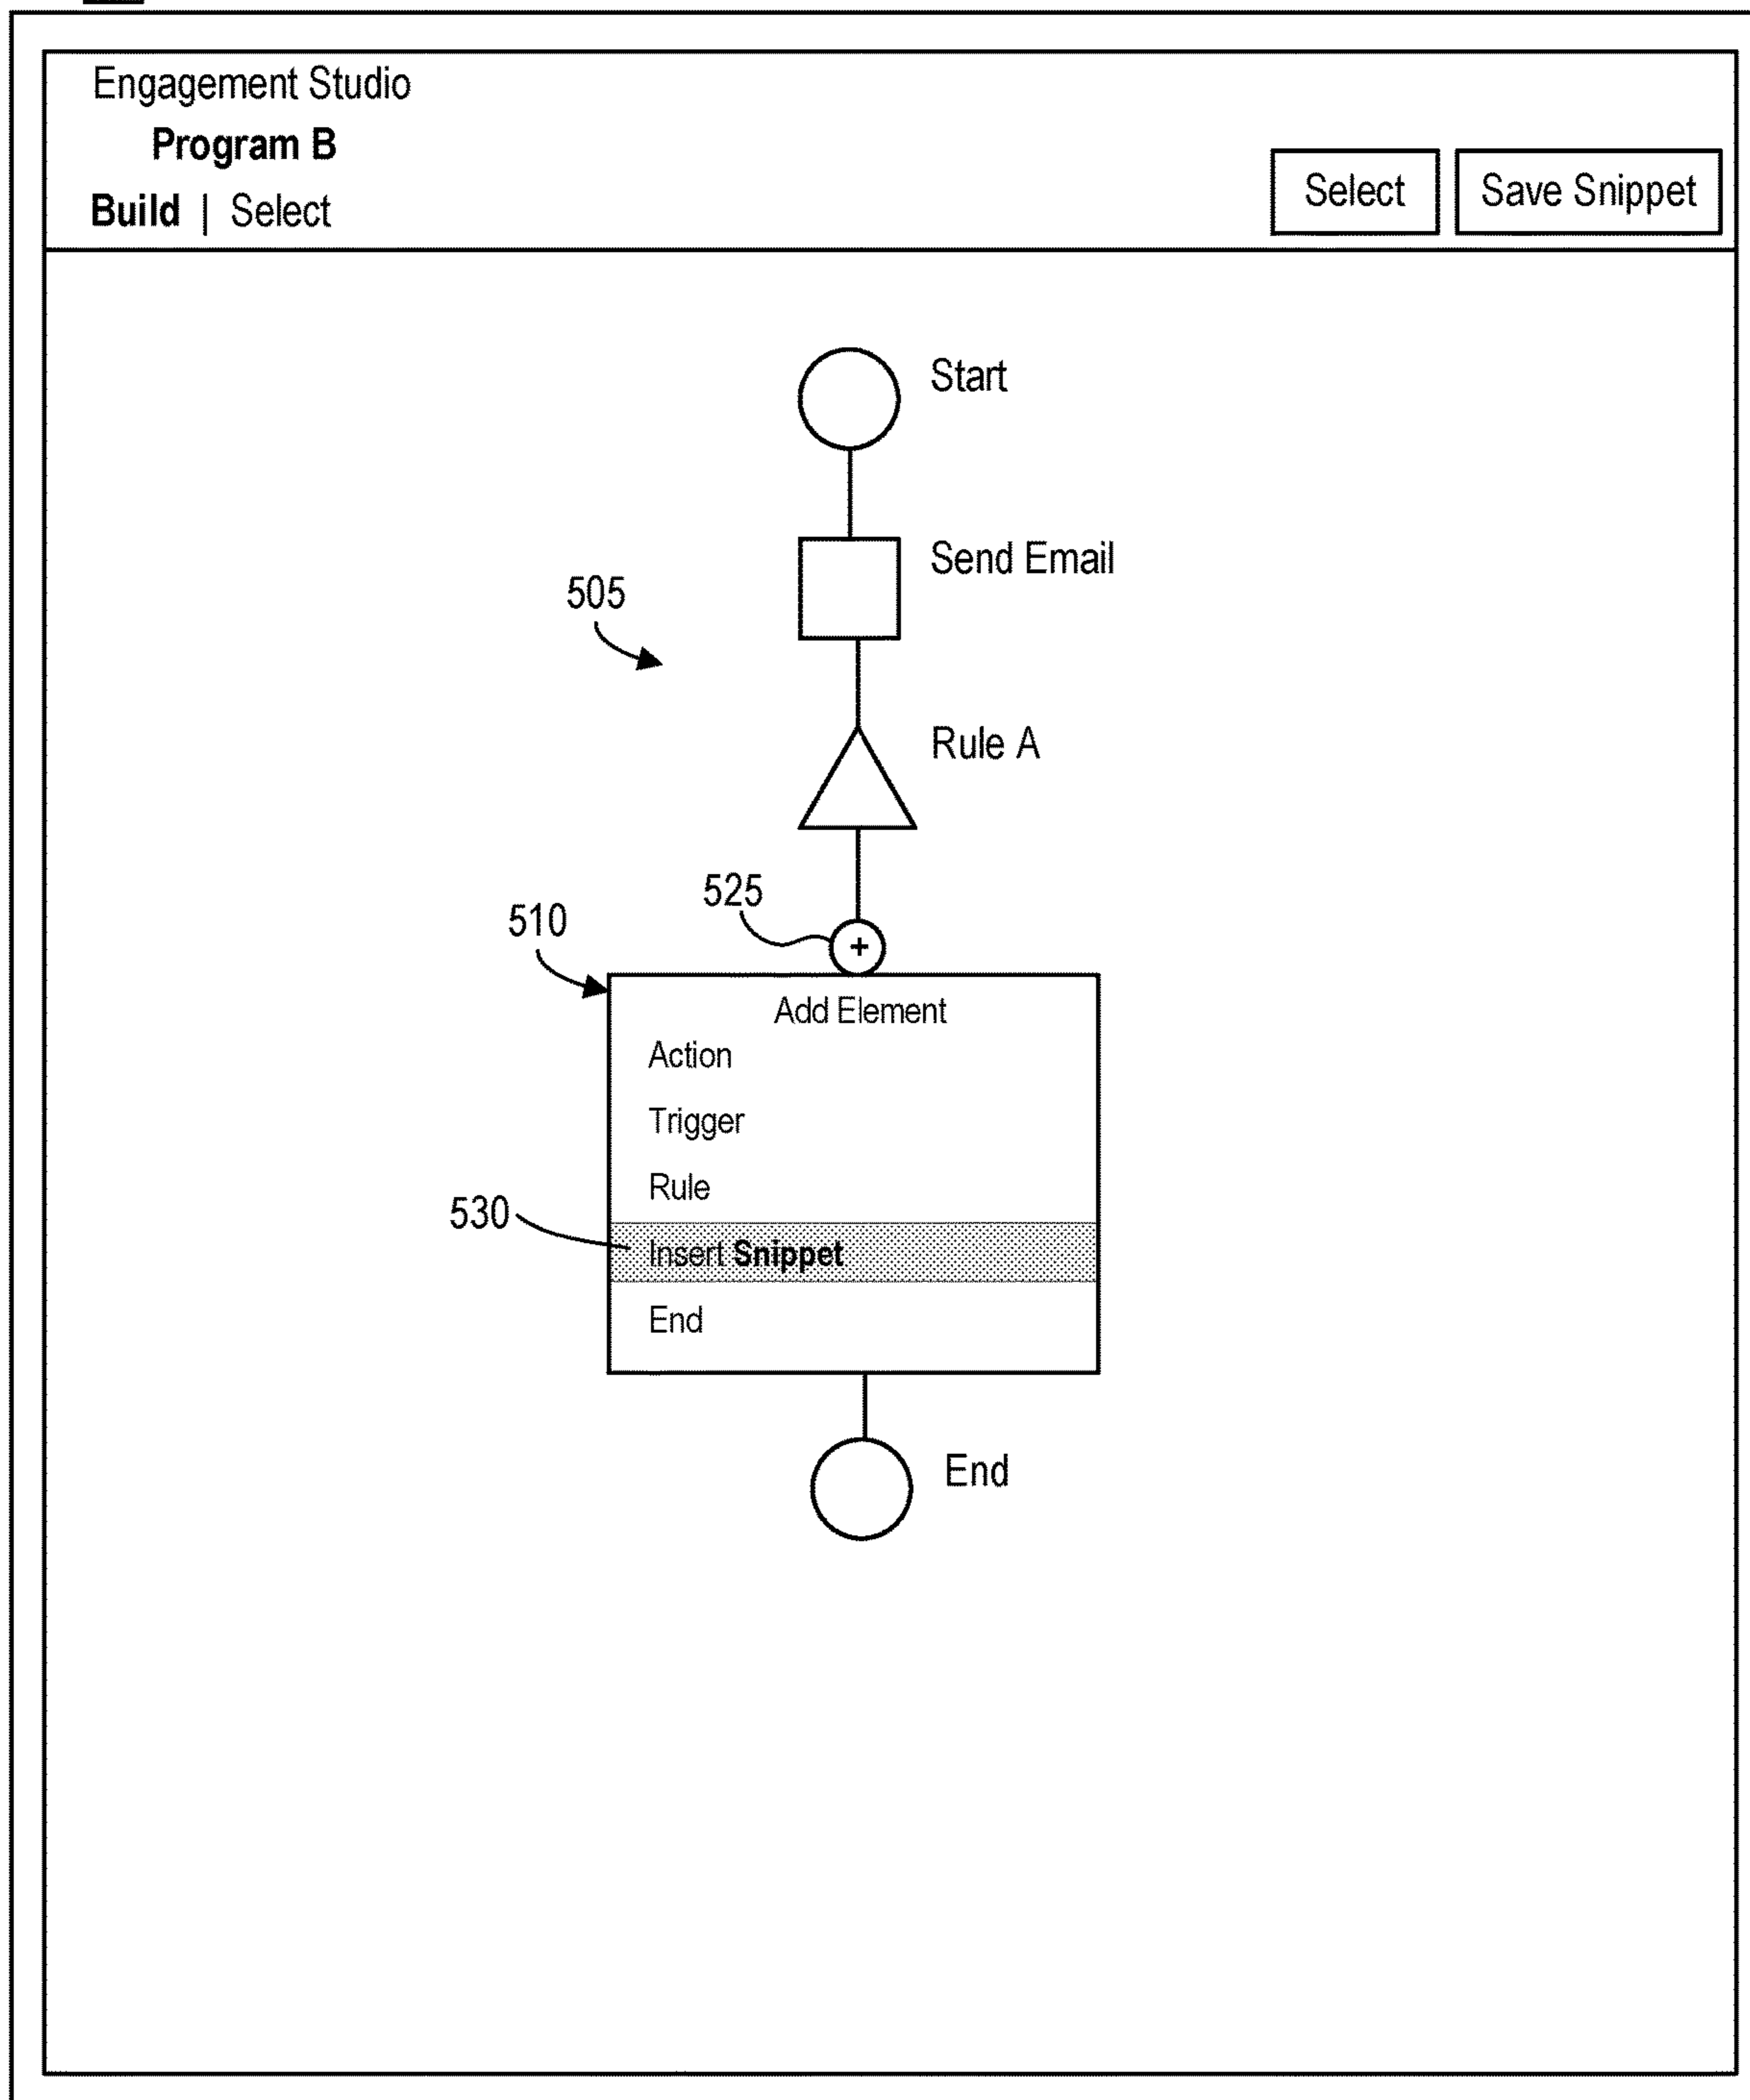 Engagement Studio
Program B
Build | Select
Select
Save Snippet
Start
Send Email
505
Rule A
525
+
510
Add Element
Action
Trigger
Rule
530
Insert Snippet
End
End